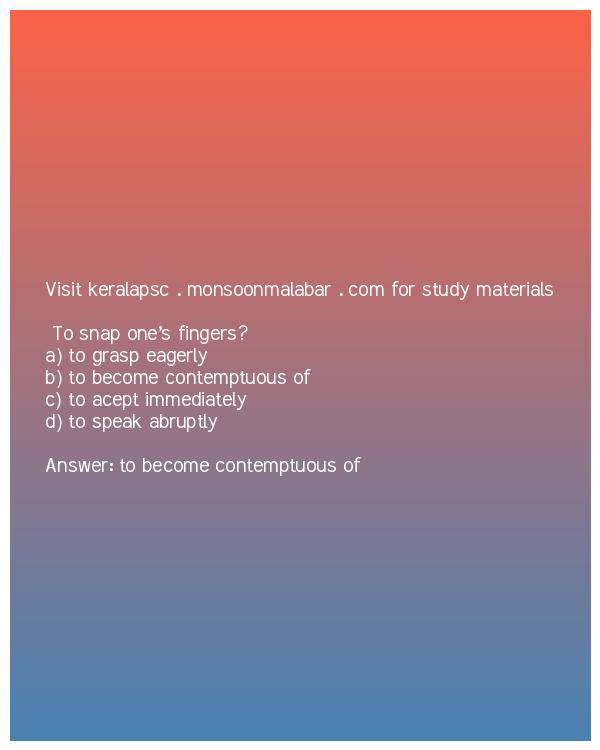 Visit keralapsc . monsoonmalabar . com for study materials
To snap one's fingers?
a) to grasp eagerly
b) to become contemptuous of
c) to acept immediately
d) to speak abruptly
Answer: to become contemptuous of